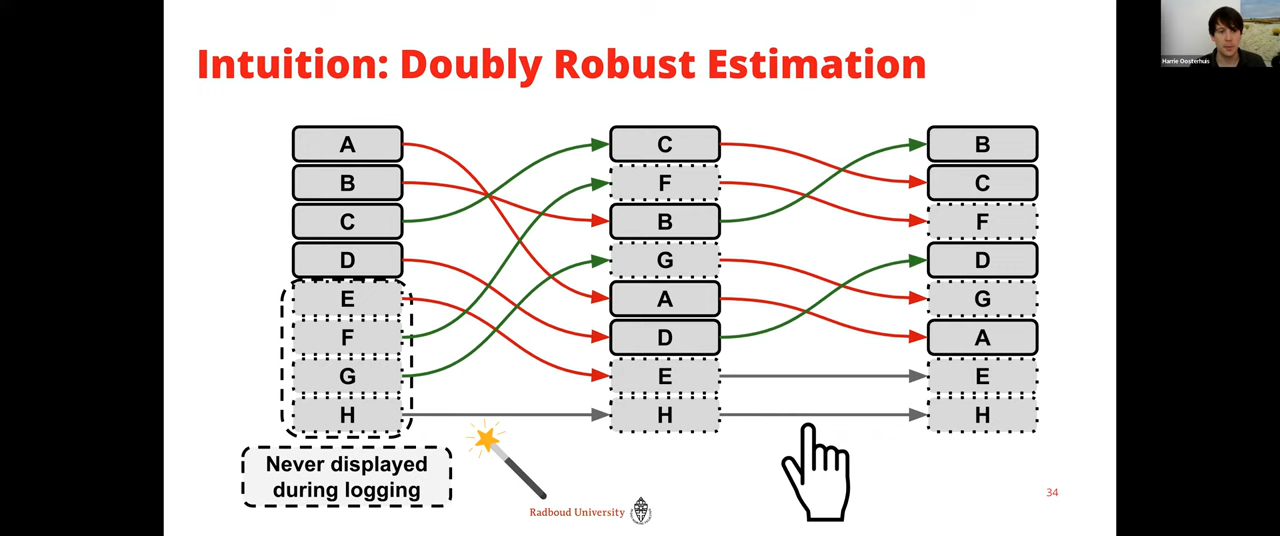 Intuition: Doubly Robust Estimation
Harrie Oosterhuis
A
B
C
D
E
F
G
H
C
F
B
G
A
D
E
H
B
C
F
D
G
A
E
H
Never displayed
during logging
Radboud University
34